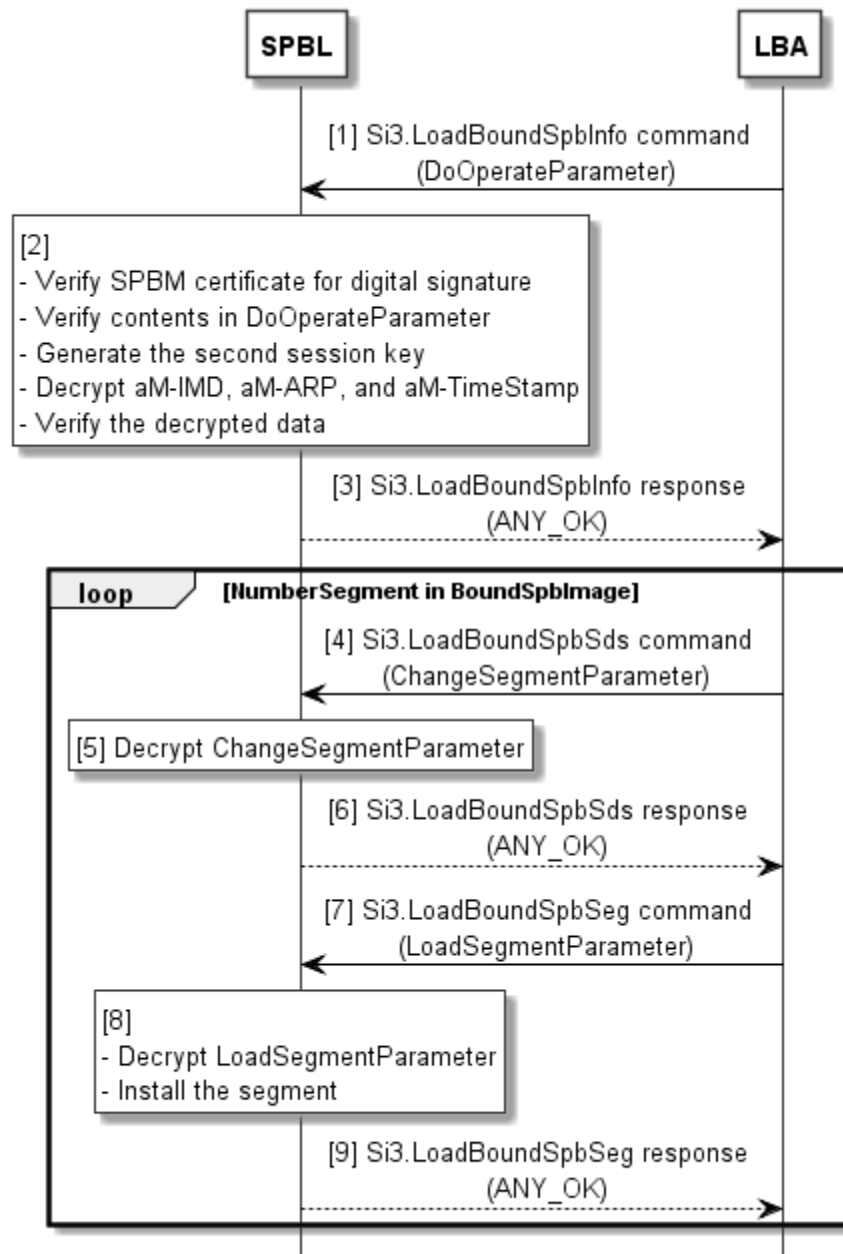 SPBL
LBA
[1] Si3.LoadBoundSpbInfo command
(DoOperateParameter)
[2]
- Verify SPBM certificate for digital signature
- Verify contents in DoOperateParameter
- Generate the second session key
- Decrypt aM-IMD, aM-ARP, and aM-TimeStamp
- Verify the decrypted data
[3] Si3.LoadBoundSpbInfo response
(ANY_OK)
loop [NumberSegment in BoundSpbImage]
[4] Si3.LoadBoundSpbSds command
(ChangeSegmentParameter)
[5] Decrypt ChangeSegmentParameter
[6] Si3.LoadBoundSpbSds response
(ANY_OK)
[7] Si3.LoadBoundSpbSeg command
(LoadSegmentParameter)
[8]
- Decrypt LoadSegmentParameter
- Install the segment
[9] Si3.LoadBoundSpbSeg response
(ANY_OK)